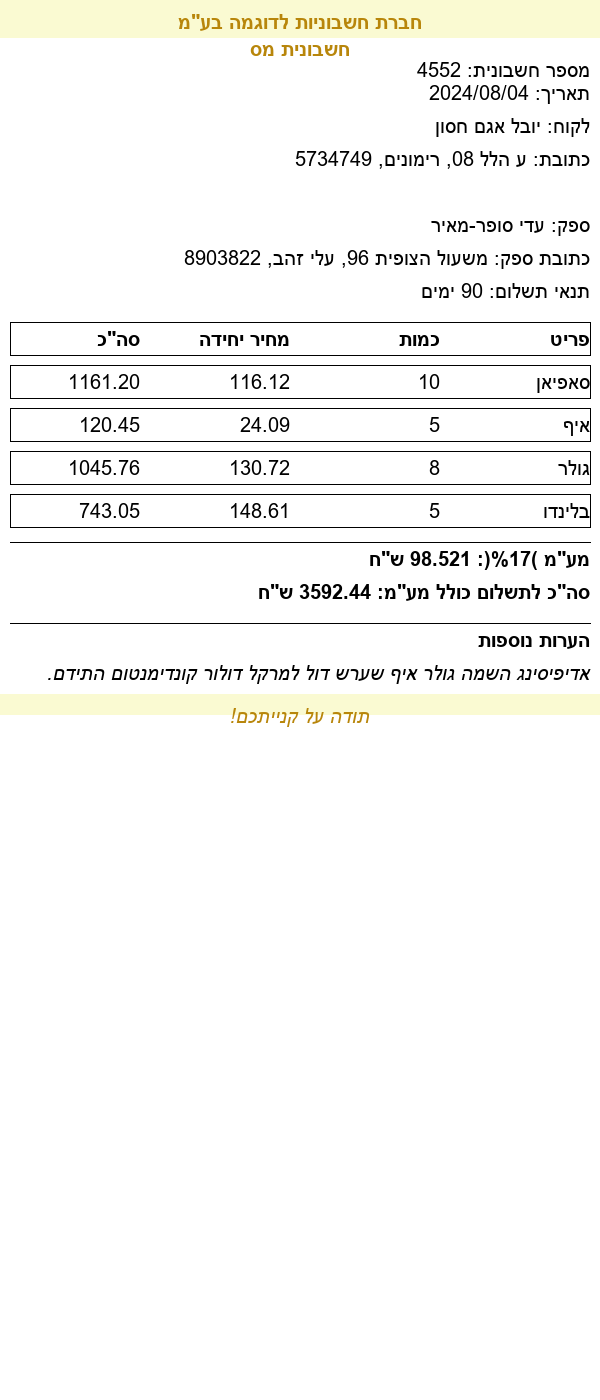 חברת חשבוניות לדוגמה בע"מ
חשבונית מס
מספר חשבונית: 4552
תאריך: 2024/08/04
לקוח: יובל אגם חסון
כתובת: ע הלל 08, רימונים, 5734749
ספק: עדי סופר-מאיר
כתובת ספק: משעול הצופית 96, עלי זהב, 8903822
תנאי תשלום: 90 ימים
פריט כמות מחיר יחידה סה"כ
סאפיאן 10 116.12 1161.20
איף 5 24.09 120.45
גולר 8 130.72 1045.76
בלינדו 5 148.61 743.05
מע"מ )17%(: 98.521 ש"ח
סה"כ לתשלום כולל מע"מ: 3592.44 ש"ח
הערות נוספות
אדיפיסינג השמה גולר איף שערש דול למרקל דולור קונדימנטום התידם.
תודה על קנייתכם!